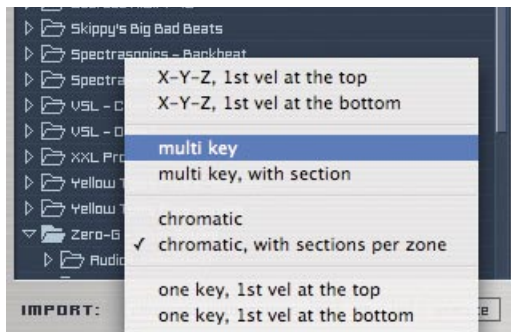 Skippy's Big Bad Beats
Spectrasonics - Backbeat
Spectra
X-Y-Z, 1st vel at the top
X-Y-Z, 1st vel at the bottom
VSL - C
VSL - O
multi key
XXL Pro
multi key, with section
Yellow T
Yellow T
chromatic
Zero-G
✓ chromatic, with sections per zone
Audio
one key, 1st vel at the top
IMPORT:
one key, 1st vel at the bottom